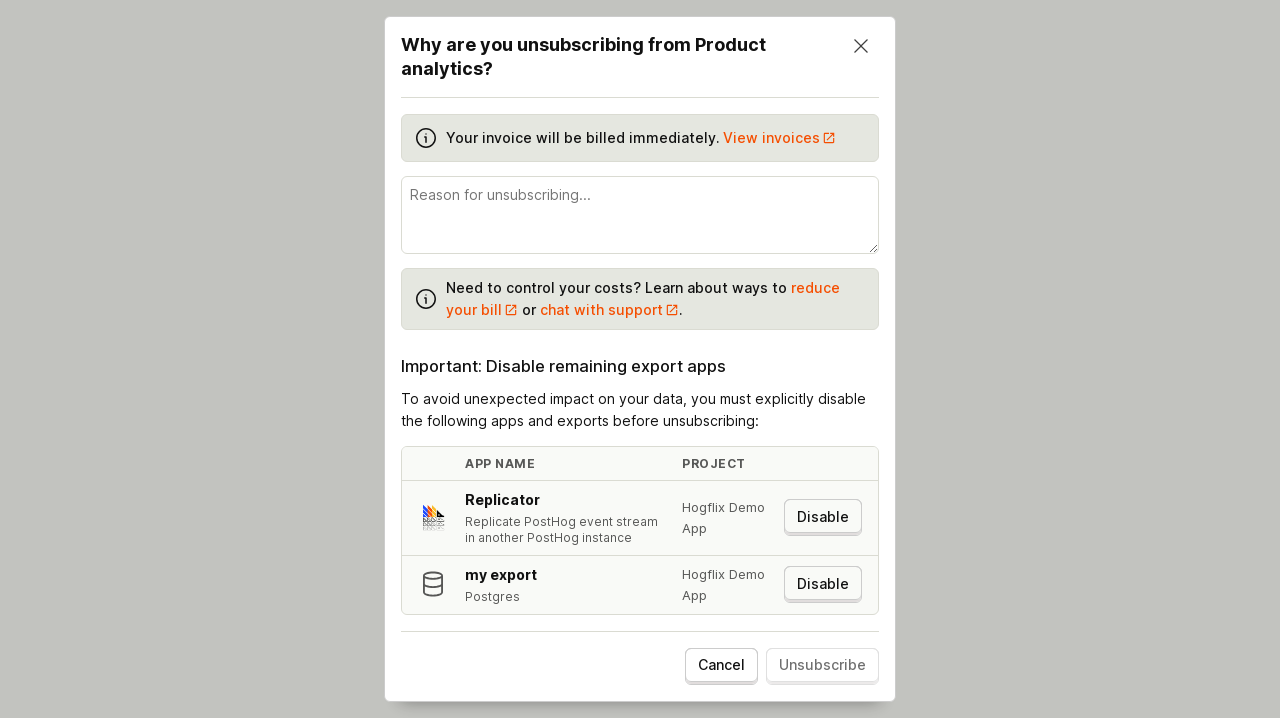 Why are you unsubscribing from Product
analytics?
Your invoice will be billed immediately. View invoices
Reason for unsubscribing...
Need to control your costs? Learn about ways to reduce
your bill or chat with support.
Important: Disable remaining export apps
To avoid unexpected impact on your data, you must explicitly disable
the following apps and exports before unsubscribing:
APP NAME PROJECT
Replicator
Replicate PostHog event stream
in another PostHog instance
Hogflix Demo
App
Disable
my export
Postgres
Hogflix Demo
App
Disable
Cancel Unsubscribe